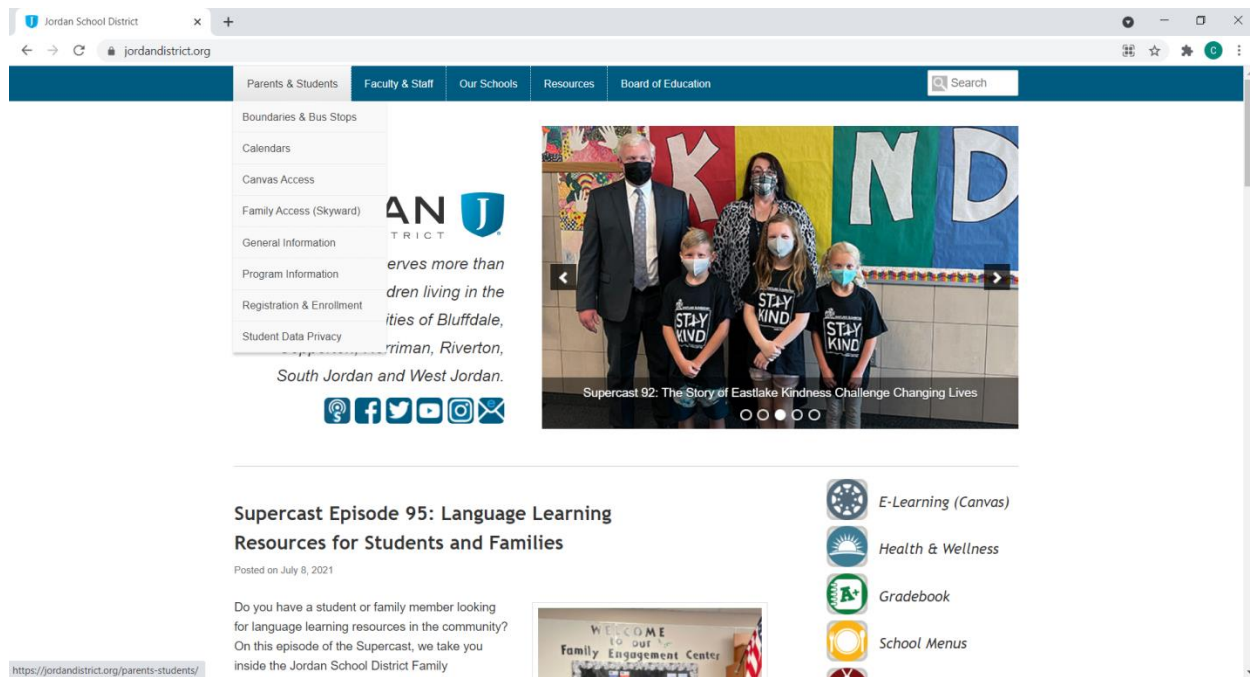 Jordan School District
jordandistrict.org
C
Parents & Students
Faculty & Staff
Our Schools
Resources
Board of Education
Search
Boundaries & Bus Stops
Calendars
Canvas Access
Family Access (Skyward)
General Information
Program Information
Registration & Enrollment
Student Data Privacy
AN J
TRICT
erves more than
dren living in the
ities of Bluffdale,
rriman, Riverton,
South Jordan and West Jordan.
K N D
STAY
KIND
STAY
KIND
STAY
KIND
Supercast 92: The Story of Eastlake Kindness Challenge Changing Lives
Supercast Episode 95: Language Learning
Resources for Students and Families
Posted on July 8, 2021
Do you have a student or family member looking
for language learning resources in the community?
On this episode of the Supercast, we take you
inside the Jordan School District Family
WELCOME
to our
Family Engagement Center
E-Learning (Canvas)
Health & Wellness
A+
Gradebook
School Menus
https://jordandistrict.org/parents-students/